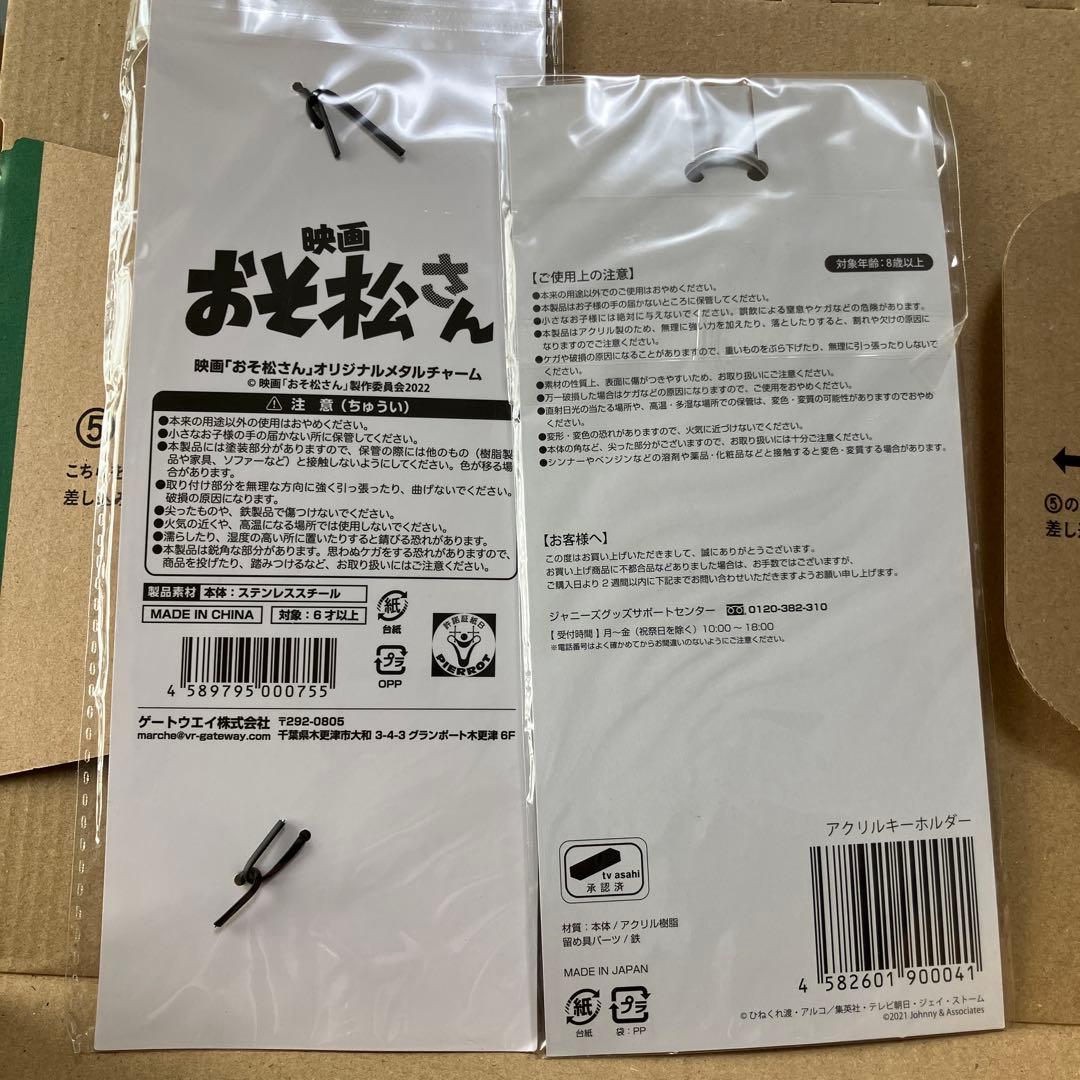 映画
おそ松さん
映画「おそ松さん」オリジナルメタルチャーム
© 映画「おそ松さん」製作委員会2022
⚠ 注 意（ちゅうい）
●本来の用途以外の使用はおやめください。
●小さなお子様の手の届かない所に保管してください。
●本製品には塗装部分がありますので、保管の際には他のもの（樹脂製
品や家具、ソファーなど）と接触しないようにしてください。色が移る場
合があります。
●取り付け部分を無理な方向に強く引っ張ったり、曲げないでください。
破損の原因になります。
●尖ったものや、鉄製品で傷つけないでください。
●火気の近くや、高温になる場所では使用しないでください。
●濡らしたり、湿度の高い所に置いたりすると錆びる恐れがあります。
●本製品は鋭角な部分があります。思わぬケガをする恐れがありますので、
商品を投げたり、踏みつけるなど、お取り扱いにご注意ください。
製品素材 本体：ステンレススチール
MADE IN CHINA 対象：6才以上
紙
台紙
プラ
OPP
許諾証紙日
PIERROT
4 589795 000755
ゲートウエイ株式会社 〒292-0805
marche@vr-gateway.com 千葉県木更津市大和 3-4-3 グランポート木更津 6F
対象年齢：8歳以上
【ご使用上の注意】
●本来の用途以外でのご使用はおやめください。
●本製品はお子様の手の届かないところに保管してください。
●小さなお子様には絶対に与えないでください。誤飲による窒息やケガなどの危険があります。
●本製品はアクリル製のため、無理に強い力を加えたり、落としたりすると、割れや欠けの原因に
なりますのでご注意ください。
●ケガや破損の原因になることがありますので、重いものをぶら下げたり、無理に引っ張ったりしないで
ください。
●素材の性質上、表面に傷がつきやすいため、お取り扱いにご注意ください。
●万一破損した場合はケガなどの原因になりますので、ご使用をおやめください。
●直射日光の当たる場所や、高温・多湿な場所での保管は、変色・変質の可能性がありますのでおやめ
ください。
●変形・変色の恐れがありますので、火気に近づけないでください。
●本体の角など、尖った部分がございますので、お取り扱いには十分ご注意ください。
●シンナーやベンジンなどの溶剤や薬品・化粧品などと接触すると変色・変質する場合があります。
【お客様へ】
この度はお買い上げいただきまして、誠にありがとうございます。
お買い上げ商品に不都合品などありました場合は、お手数ではございますが、
ご購入日より2週間以内に下記までお問い合わせいただきますようお願い申し上げます。
ジャニーズグッズサポートセンター 0120-382-310
【受付時間】月～金（祝祭日を除く）10:00～18:00
※電話番号はよく確かめてからお間違いのないようにご注意ください。
アクリルキーホルダー
tv asahi
承認済
材質：本体／アクリル樹脂
留め具パーツ／鉄
MADE IN JAPAN
紙
台紙
プラ
袋：PP
4 582601 900041
© ひねくれ渡・アルコ／集英社・テレビ朝日・ジェイ・ストーム
©2021 Johnny & Associates
⑤
こちら
差し込み
⑤の
差し